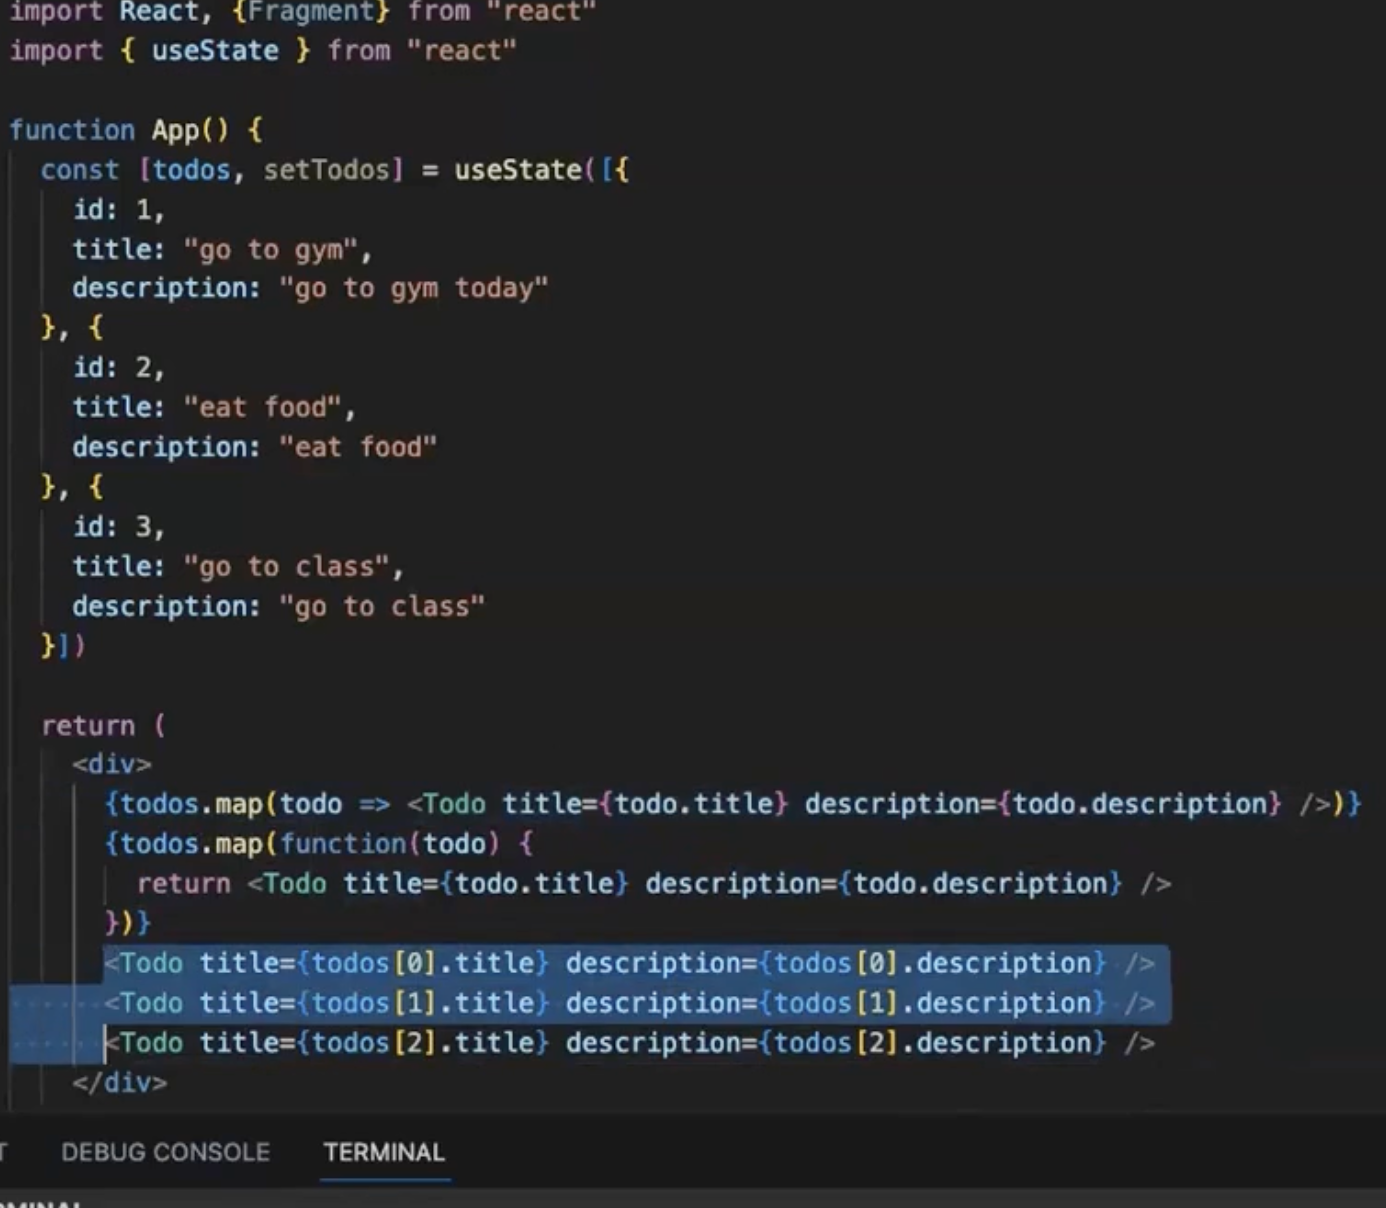 import React, {Fragment} from "react"
import { useState } from "react"
function App() {
const [todos, setTodos] = useState([{
id: 1,
title: "go to gym",
description: "go to gym today"
}, {
id: 2,
title: "eat food",
description: "eat food"
}, {
id: 3,
title: "go to class",
description: "go to class"
}])
return (
<div>
{todos.map(todo => <Todo title={todo.title} description={todo.description} />)}
{todos.map(function(todo) {
return <Todo title={todo.title} description={todo.description} />
})}
<Todo title={todos[0].title} description={todos[0].description} />
<Todo title={todos[1].title} description={todos[1].description} />
<Todo title={todos[2].title} description={todos[2].description} />
</div>
DEBUG CONSOLE TERMINAL